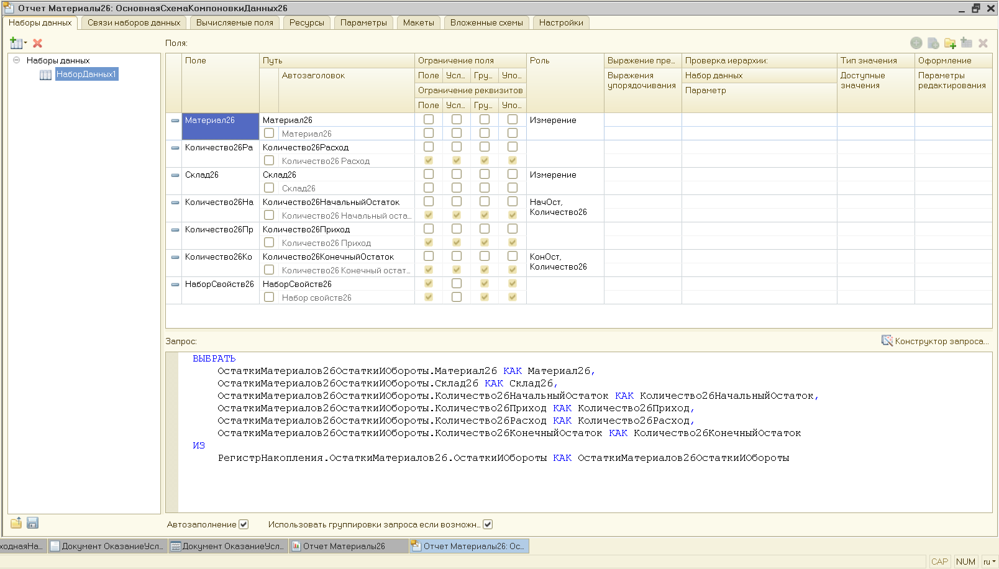 Отчет Материалы26: ОсновнаяСхемаКомпоновкиДанных26
Наборы данных Связи наборов данных Вычисляемые поля Ресурсы Параметры Макеты Вложенные схемы Настройки
Поля:
Наборы данных
НаборДанных1
Поле Путь Ограничение поля Роль Выражение пре... Проверка иерархии: Тип значения Оформление
Автозаголовок Поле Усл... Гру... Упо... Выражения упорядочивания Набор данных Доступные значения Параметры редактирования
Ограничение реквизитов Параметр
Поле Усл... Гру... Упо...
Материал26 Материал26 Измерение
Материал26
Количество26Ра Количество26Расход
Количество26 Расход
Склад26 Склад26 Измерение
Склад26
Количество26На Количество26НачальныйОстаток НачОст,
Количество26 Начальный оста... Количество26
Количество26Пр Количество26Приход
Количество26 Приход
Количество26Ко Количество26КонечныйОстаток КонОст,
Количество26 Конечный остат... Количество26
НаборСвойств26 НаборСвойств26
Набор свойств26
Запрос: Конструктор запроса...
ВЫБРАТЬ
ОстаткиМатериалов26ОстаткиИОбороты.Материал26 КАК Материал26,
ОстаткиМатериалов26ОстаткиИОбороты.Склад26 КАК Склад26,
ОстаткиМатериалов26ОстаткиИОбороты.Количество26НачальныйОстаток КАК Количество26НачальныйОстаток,
ОстаткиМатериалов26ОстаткиИОбороты.Количество26Приход КАК Количество26Приход,
ОстаткиМатериалов26ОстаткиИОбороты.Количество26Расход КАК Количество26Расход,
ОстаткиМатериалов26ОстаткиИОбороты.Количество26КонечныйОстаток КАК Количество26КонечныйОстаток
ИЗ
РегистрНакопления.ОстаткиМатериалов26.ОстаткиИОбороты КАК ОстаткиМатериалов26ОстаткиИОбороты
Автозаполнение Использовать группировки запроса если возможн...
ходнаяНа... Документ ОказаниеУсл... Документ ОказаниеУсл... Отчет Материалы26 Отчет Материалы26: Ос...
CAP NUM ru